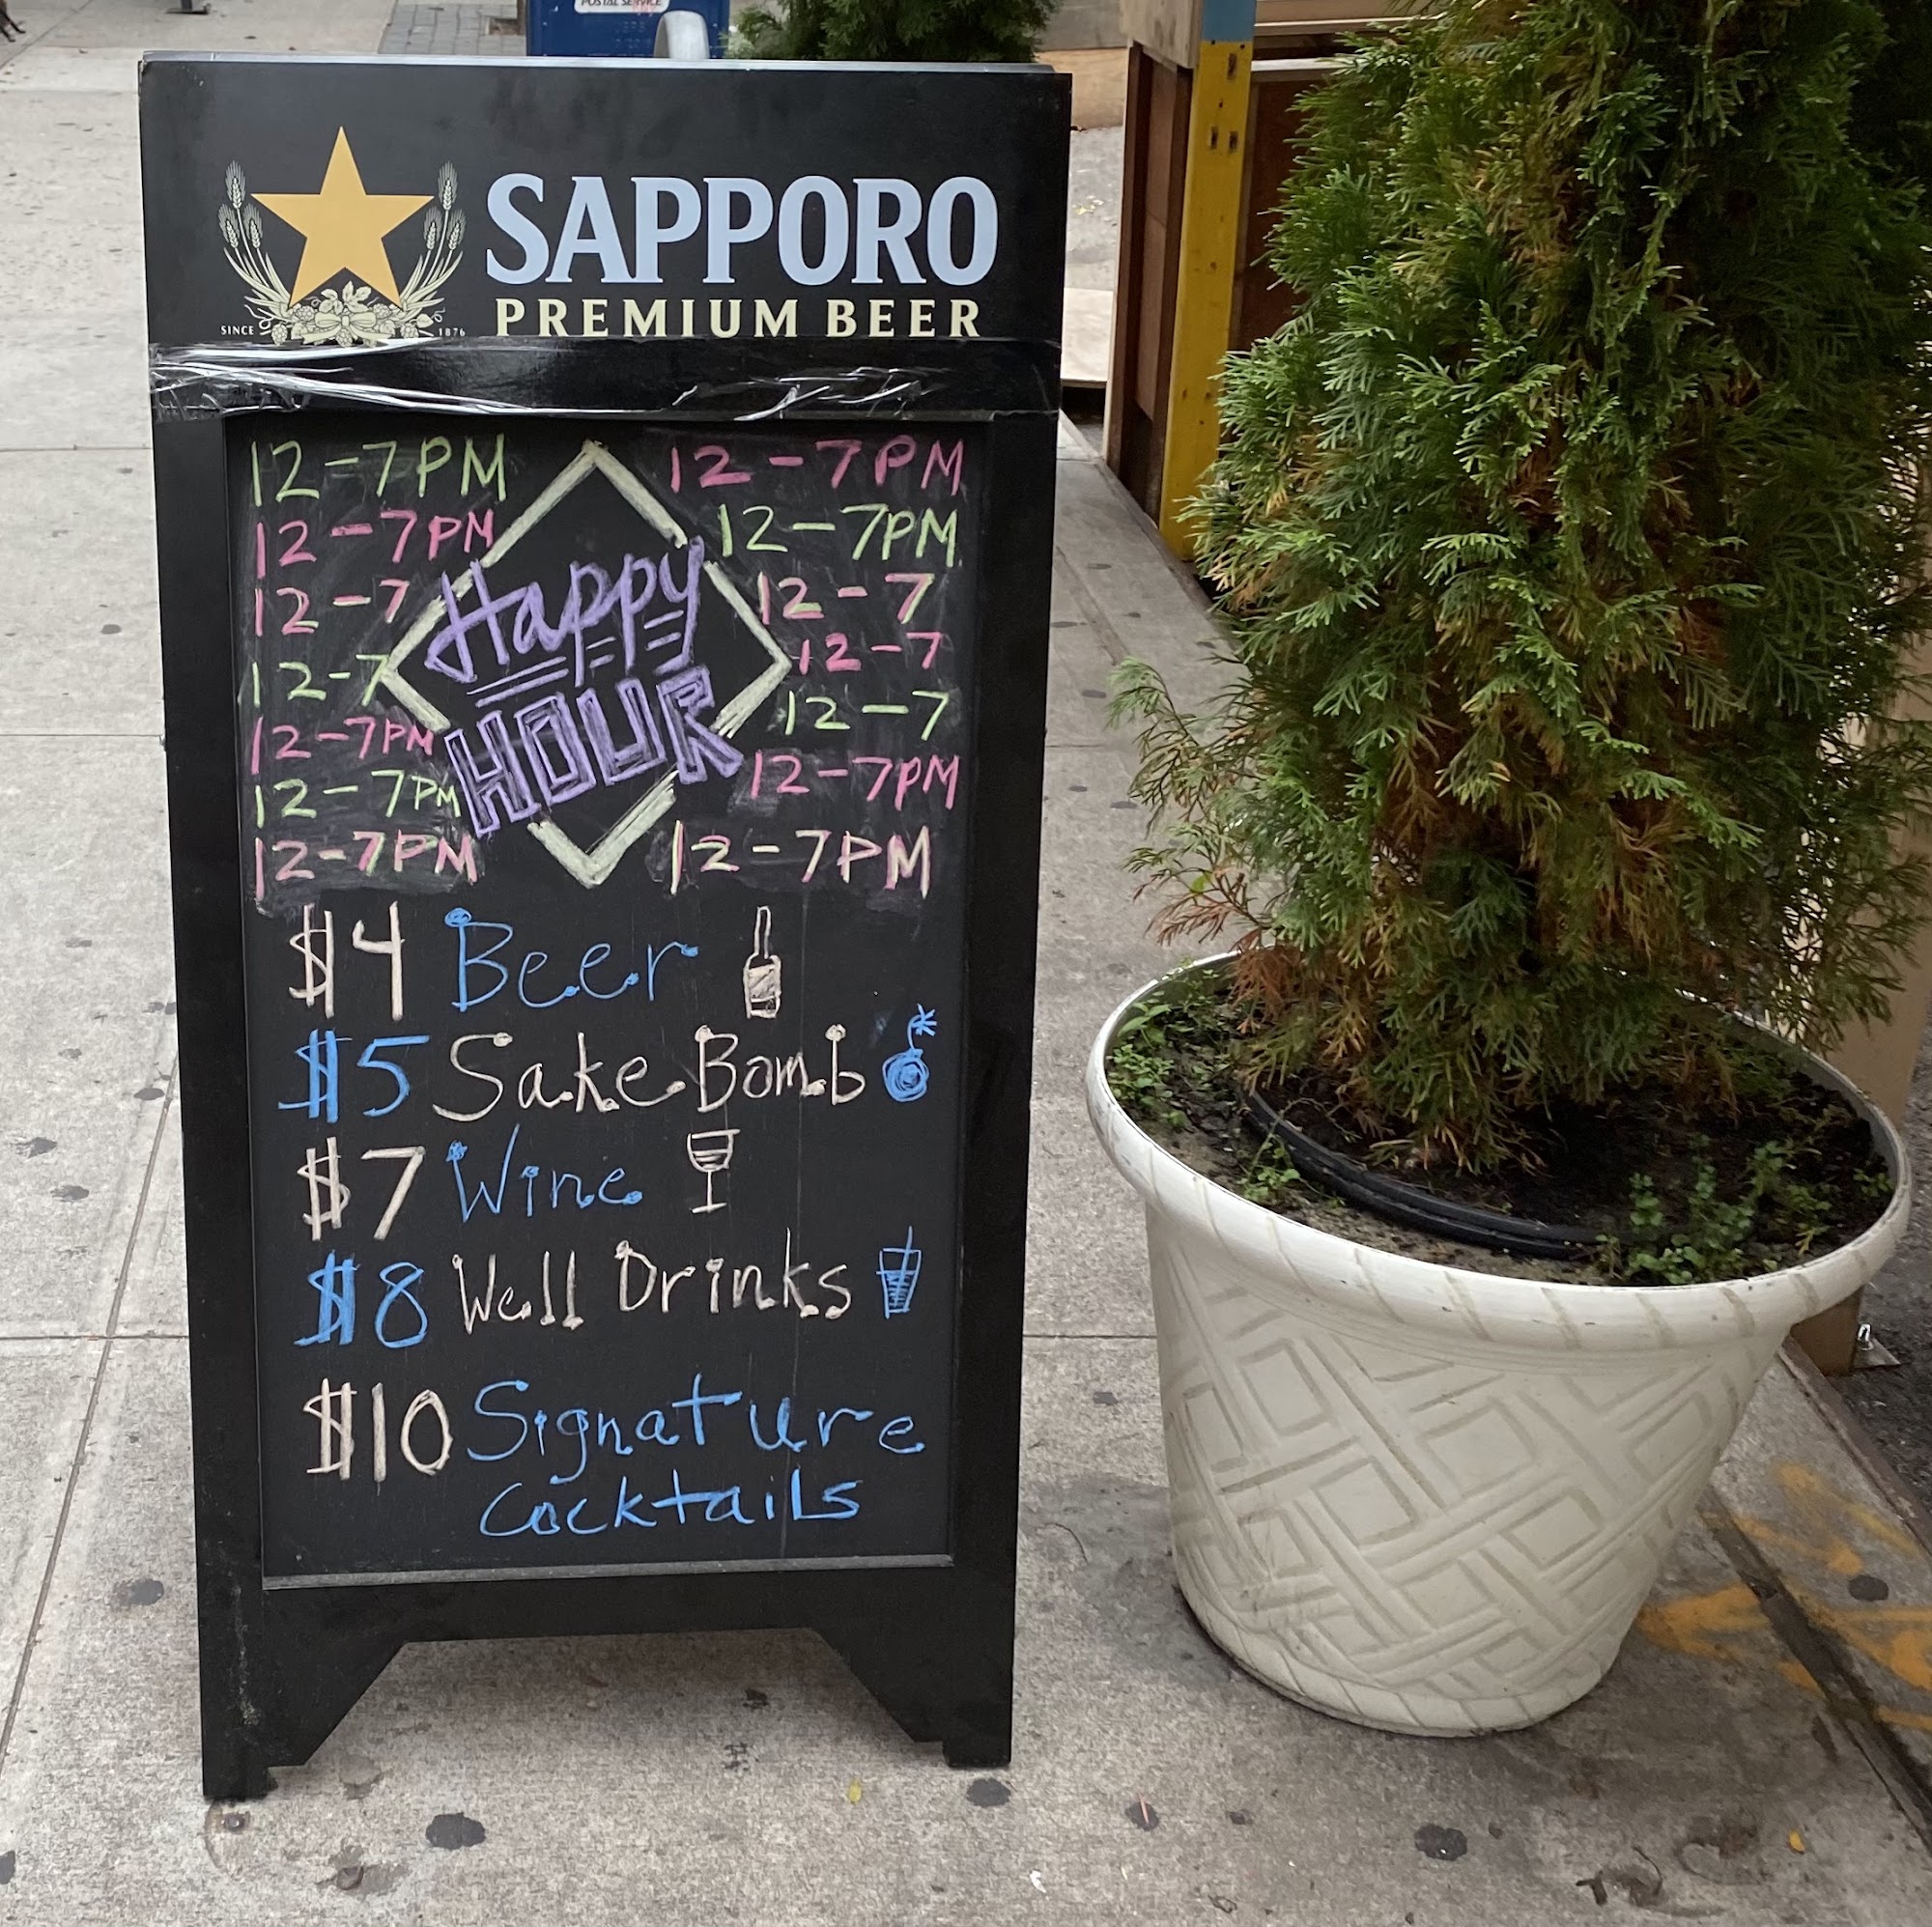 POSTAL SERVICE
SAPPORO
PREMIUM BEER
SINCE 1876
12-7PM 12-7PM
12-7PM 12-7PM
12-7 12-7
12-7 12-7
12-7PM 12-7
12-7PM 12-7PM
12-7PM 12-7PM
Happy
HOUR
$4 Beer
$5 Sake Bomb
$7 Wine
$8 Well Drinks
$10 Signature
Cocktails